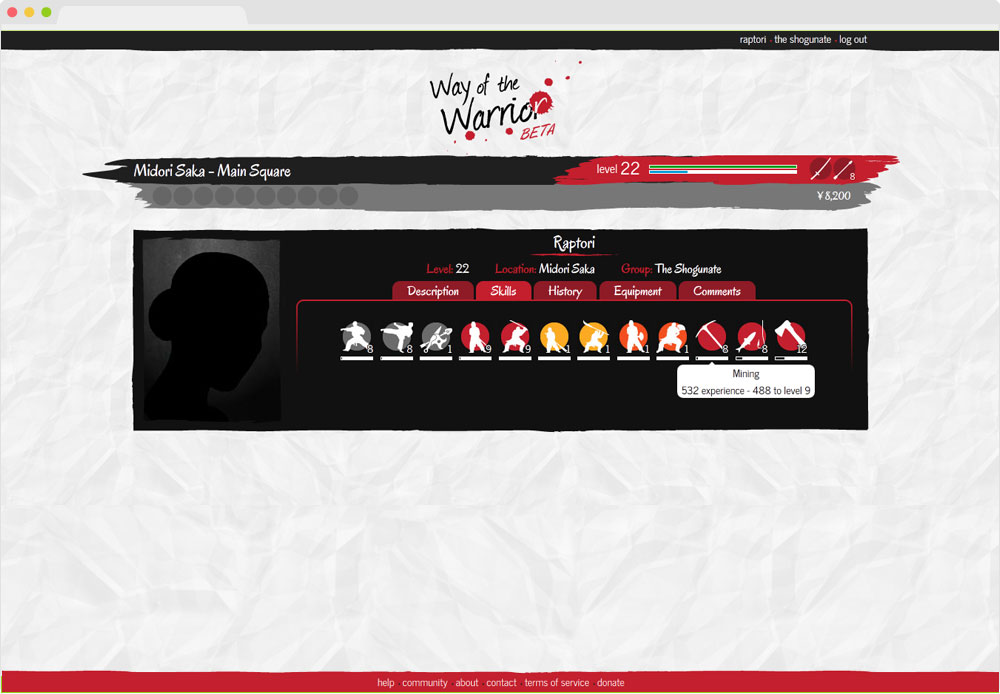 raptori · the shogunate · log out
Way of the
Warrior
BETA
Midori Saka - Main Square
level 22
8
¥ 8,200
Raptori
Level: 22 Location: Midori Saka Group: The Shogunate
Description Skills History Equipment Comments
8 8 1 9 9 1 1 1 1 8 8 12
Mining
532 experience - 488 to level 9
help · community · about · contact · terms of service · donate